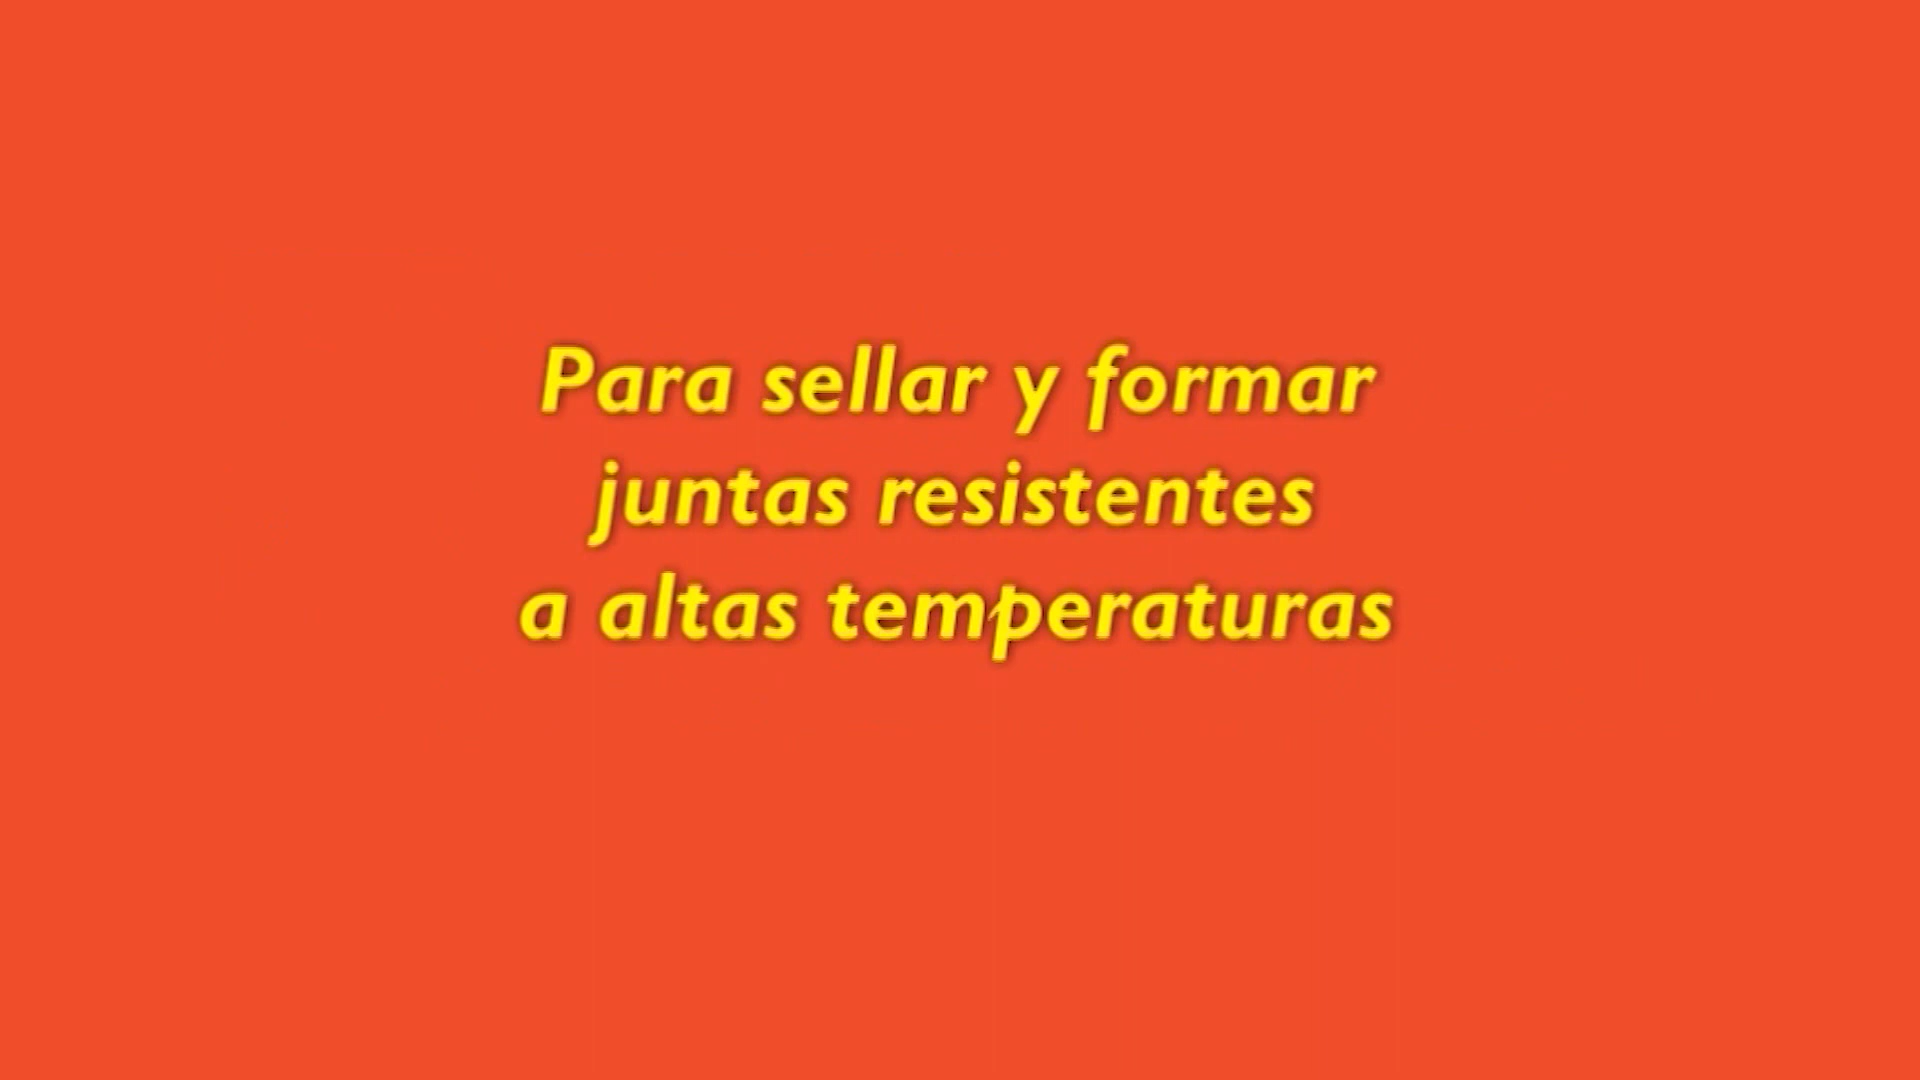 Para sellar y formar
juntas resistentes
a altas temperaturas